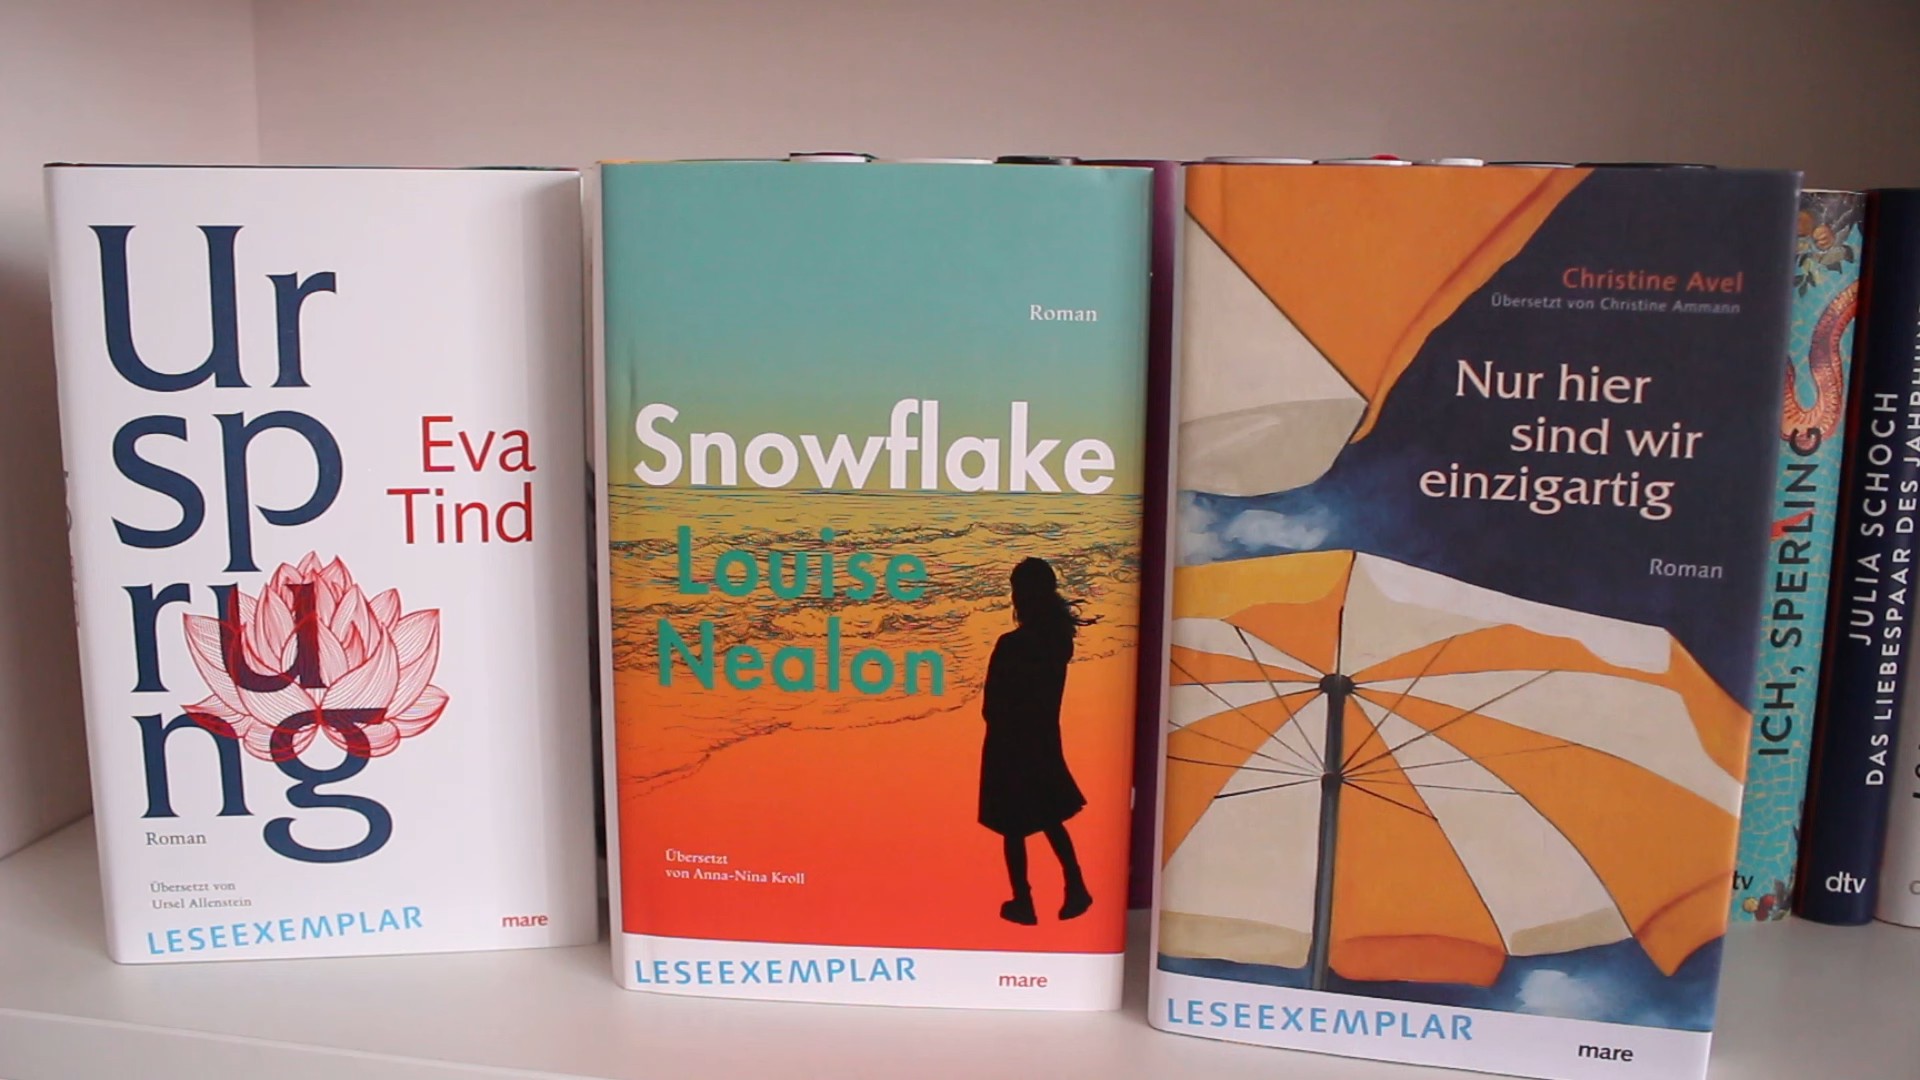 Ur
sp
ru
ng
Eva
Tind
Roman
Übersetzt von
Ursel Allenstein
LESEEXEMPLAR
mare
Roman
Snowflake
Louise
Nealon
Übersetzt
von Anna-Nina Kroll
LESEEXEMPLAR
mare
Christine Avel
Übersetzt von Christine Ammann
Nur hier
sind wir
einzigartig
Roman
LESEEXEMPLAR
mare
ICH, SPERLING
JULIA SCHOCH
DAS LIEBESPAAR DES
dtv